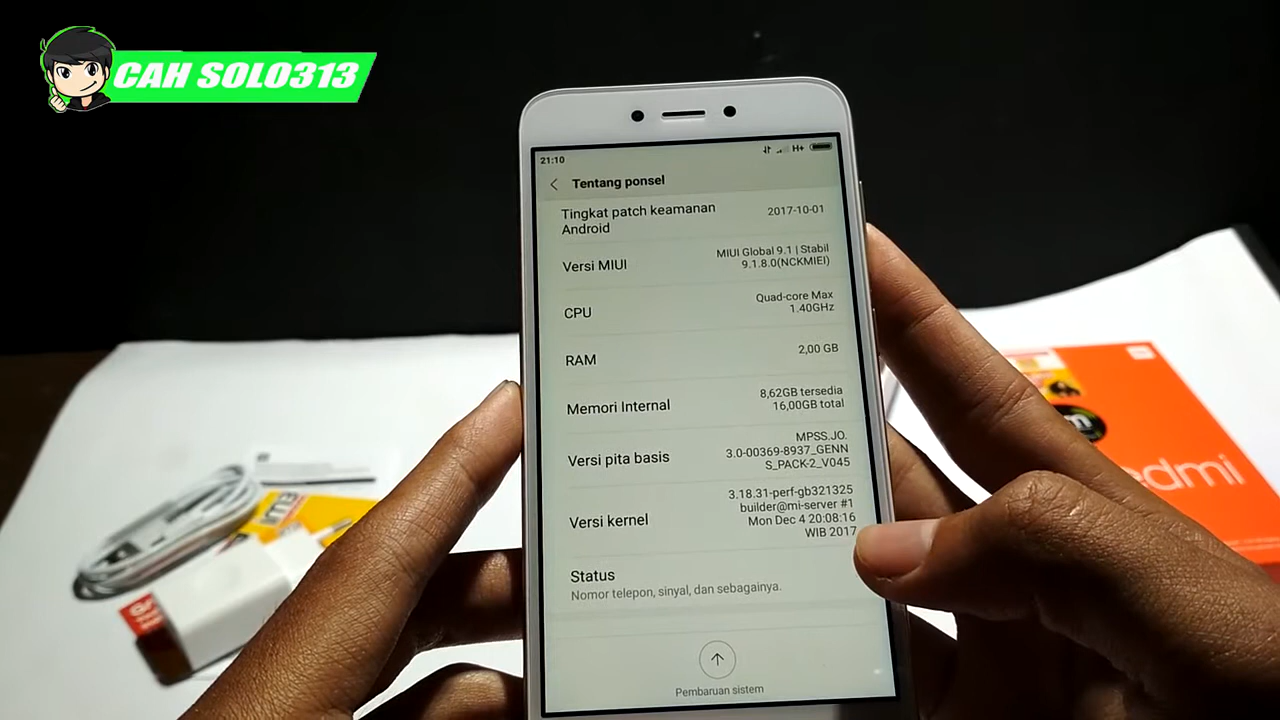 CAH SOLO313
21:10
H+
Tentang ponsel
Tingkat patch keamanan
Android
2017-10-01
Versi MIUI
MIUI Global 9.1 | Stabil
9.1.8.0(NCKMIEI)
CPU
Quad-core Max
1.40GHz
RAM
2,00 GB
Memori Internal
8,62GB tersedia
16,00GB total
Versi pita basis
MPSS.JO.
3.0-00369-8937_GENN
S_PACK-2_V045
Versi kernel
3.18.31-perf-gb321325
builder@mi-server #1
Mon Dec 4 20:08:16
WIB 2017
Status
Nomor telepon, sinyal, dan sebagainya.
Pembaruan sistem
edmi